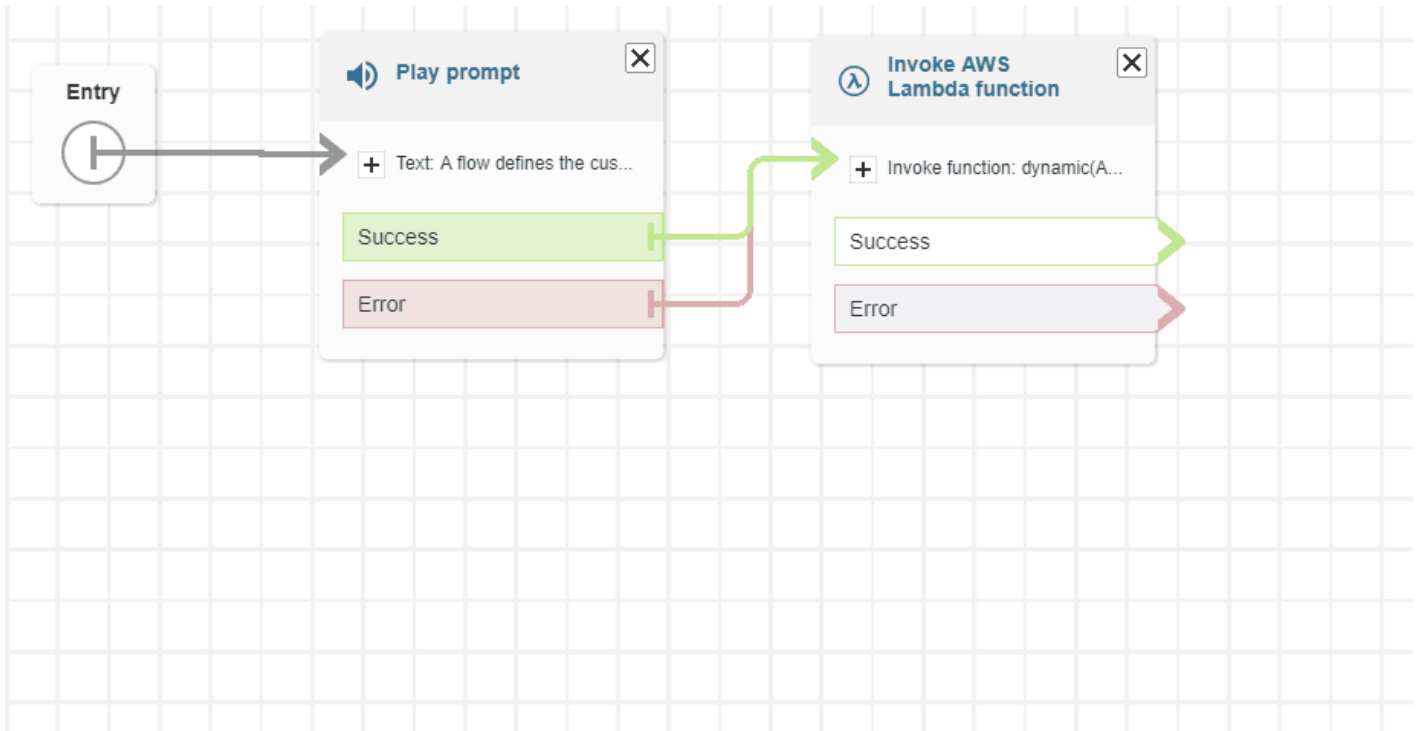 Entry
Play prompt
Text: A flow defines the cus...
Success
Error
Invoke AWS
Lambda function
Invoke function: dynamic(A...
Success
Error